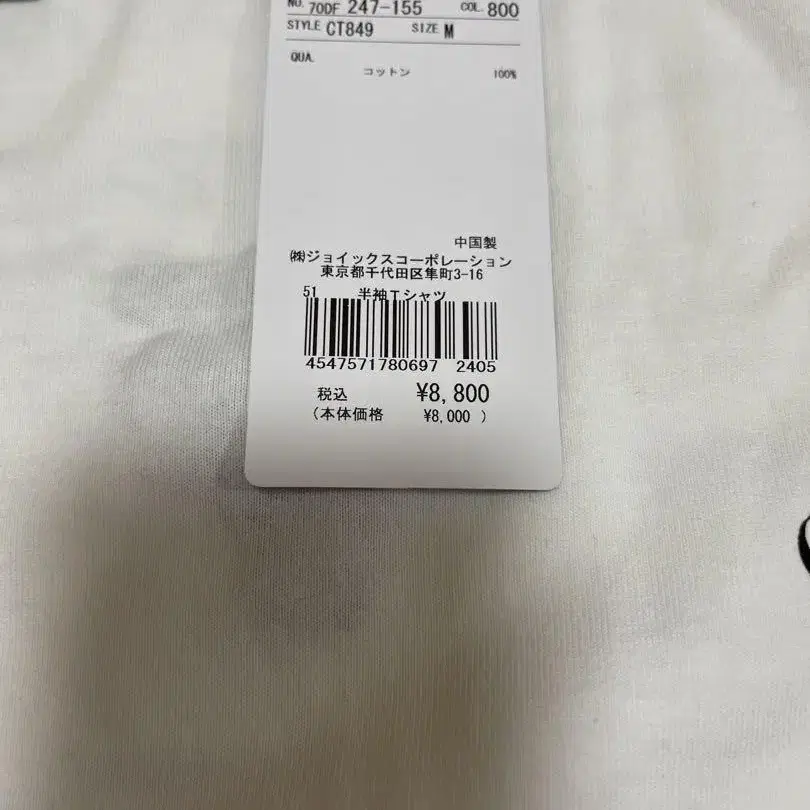 NO. 70DF 247-155 COL. 800
STYLE CT849 SIZE M
QUA.
コットン 100%
中国製
㈱ジョイックスコーポレーション
東京都千代田区隼町3-16
51 半袖Tシャツ
4547571780697 2405
税込 ¥8,800
(本体価格 ¥8,000 )